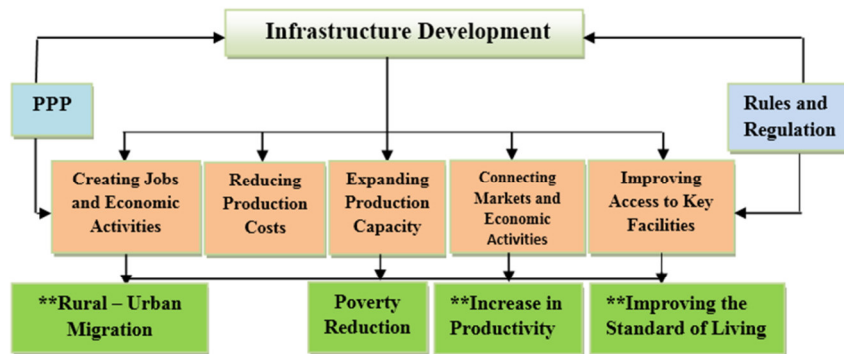 Infrastructure Development
PPP
Rules and
Regulation
Creating Jobs
and Economic
Activities
Reducing
Production
Costs
Expanding
Production
Capacity
Connecting
Markets and
Economic
Activities
Improving
Access to Key
Facilities
**Rural – Urban
Migration
Poverty
Reduction
**Increase in
Productivity
**Improving the
Standard of Living